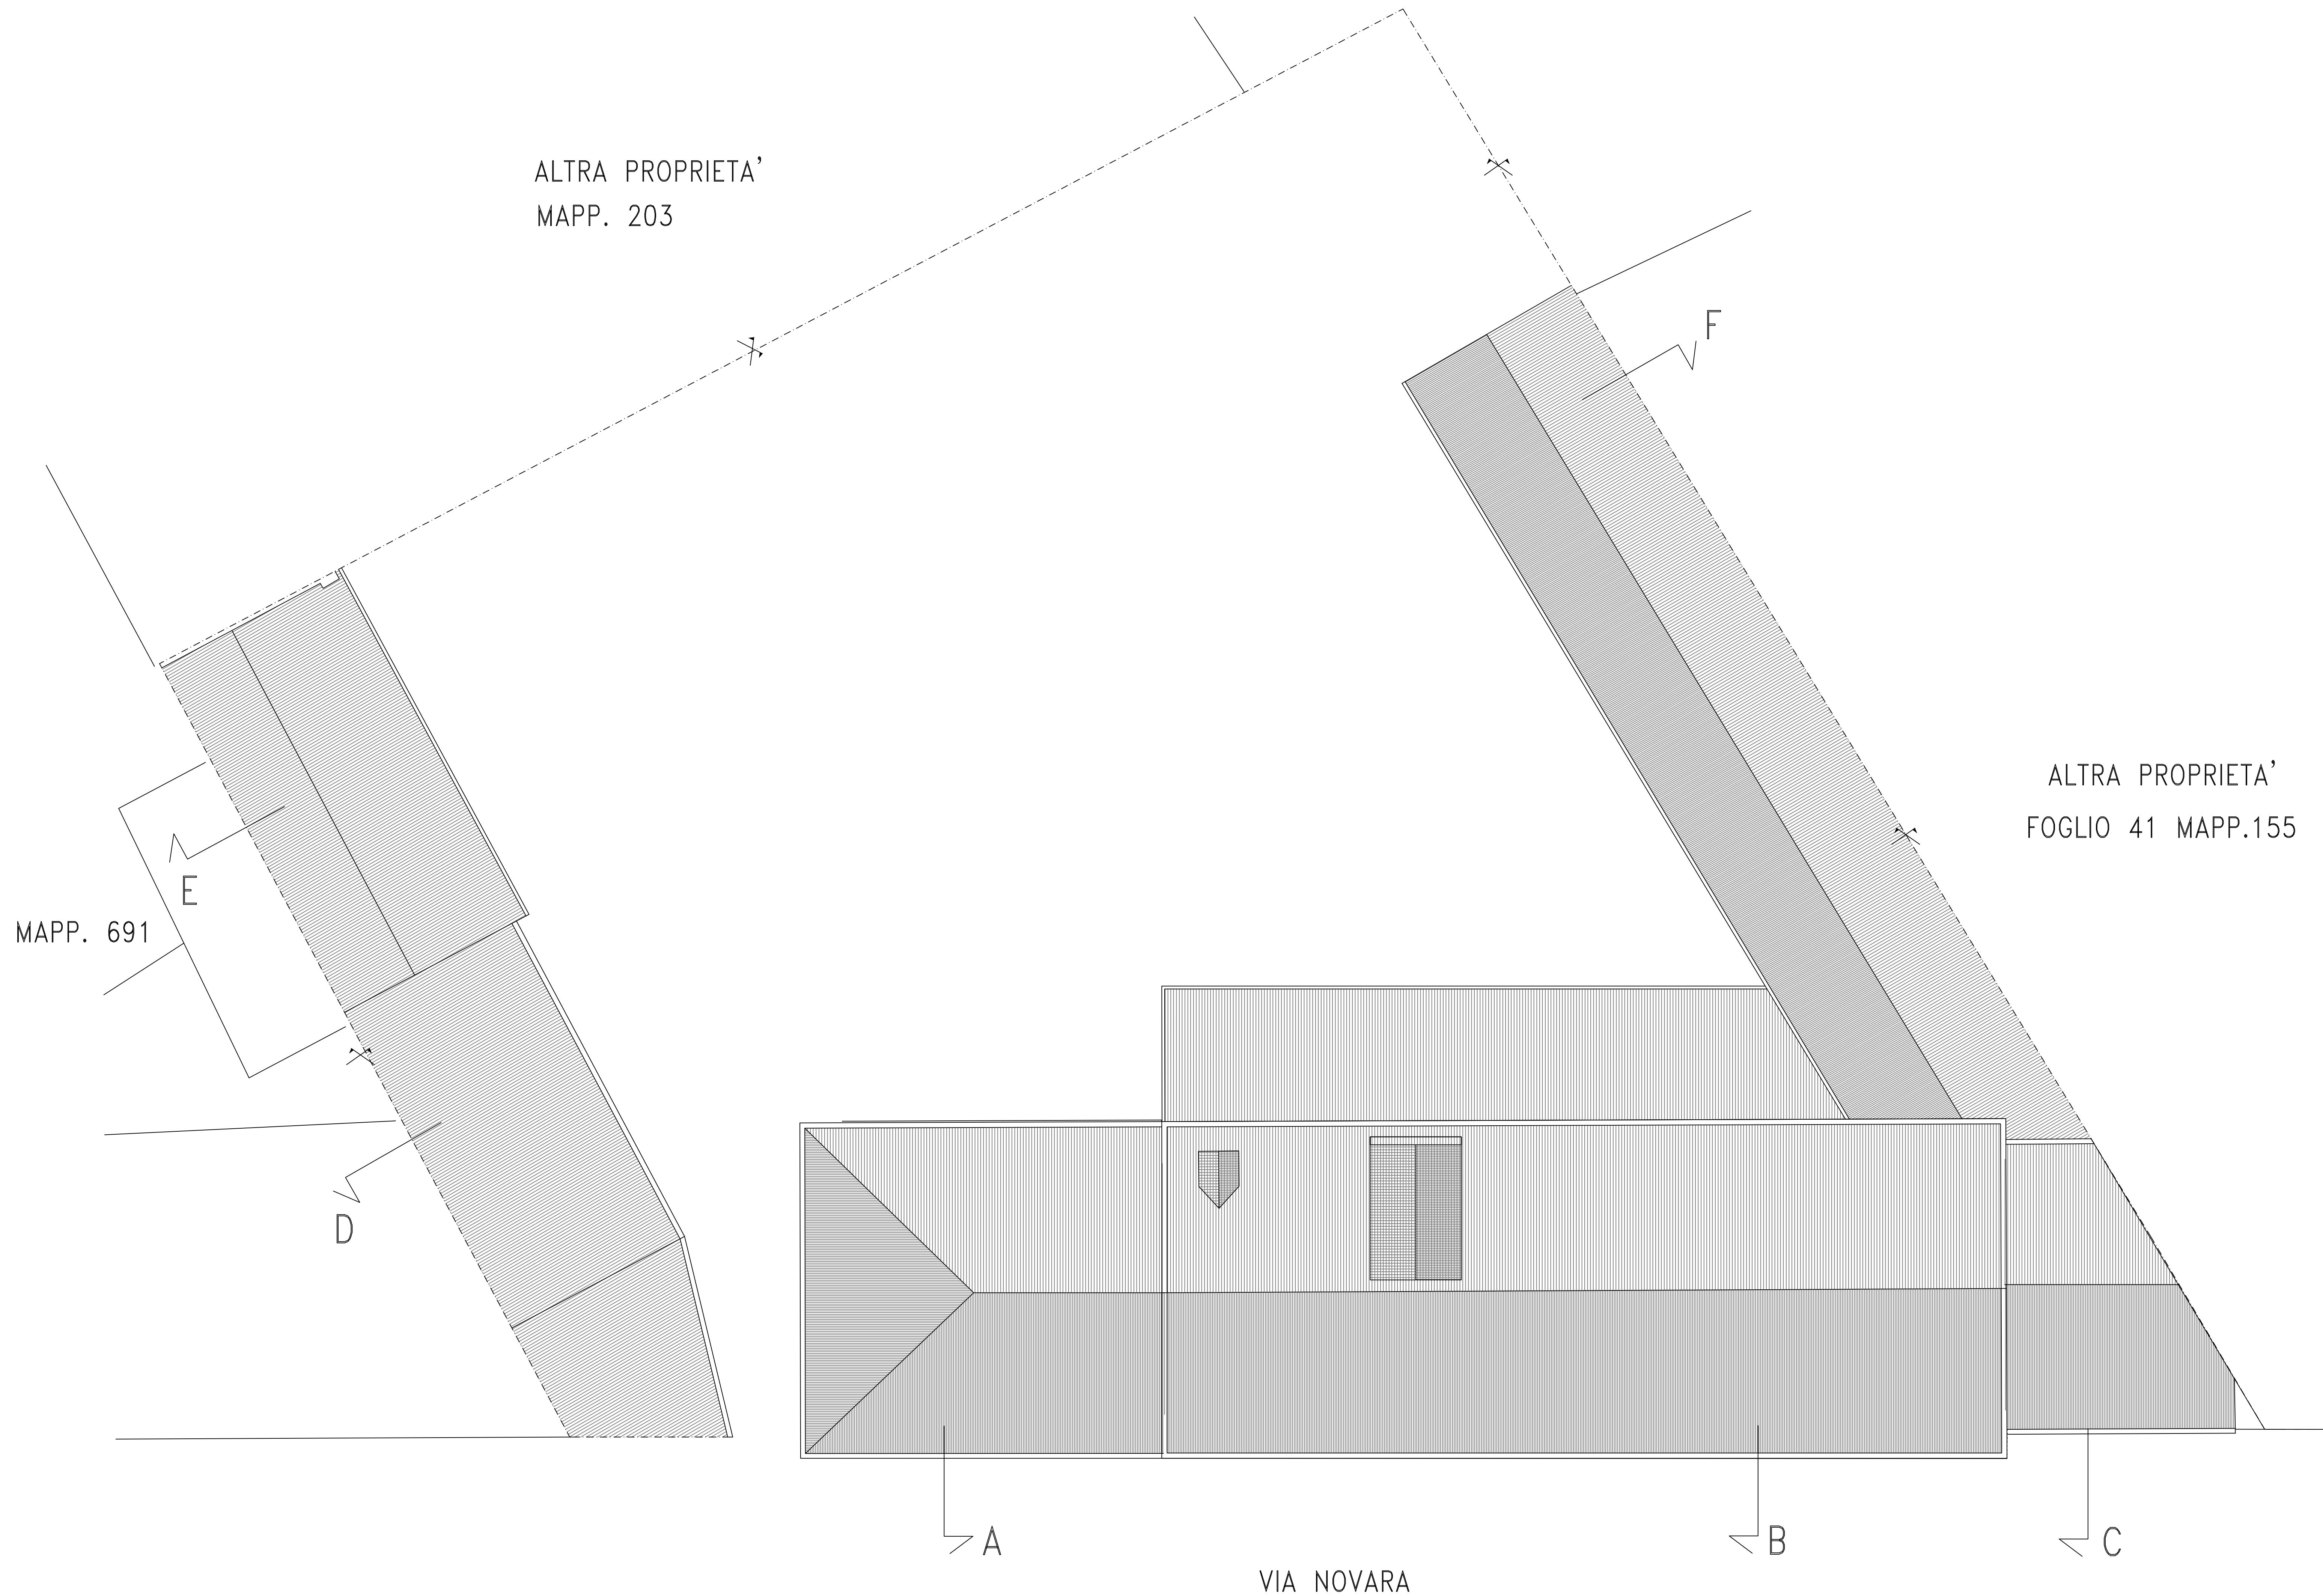 ALTRA PROPRIETA'
MAPP. 203
F
ALTRA PROPRIETA'
FOGLIO 41 MAPP.155
E
MAPP. 691
D
A
B
C
VIA NOVARA